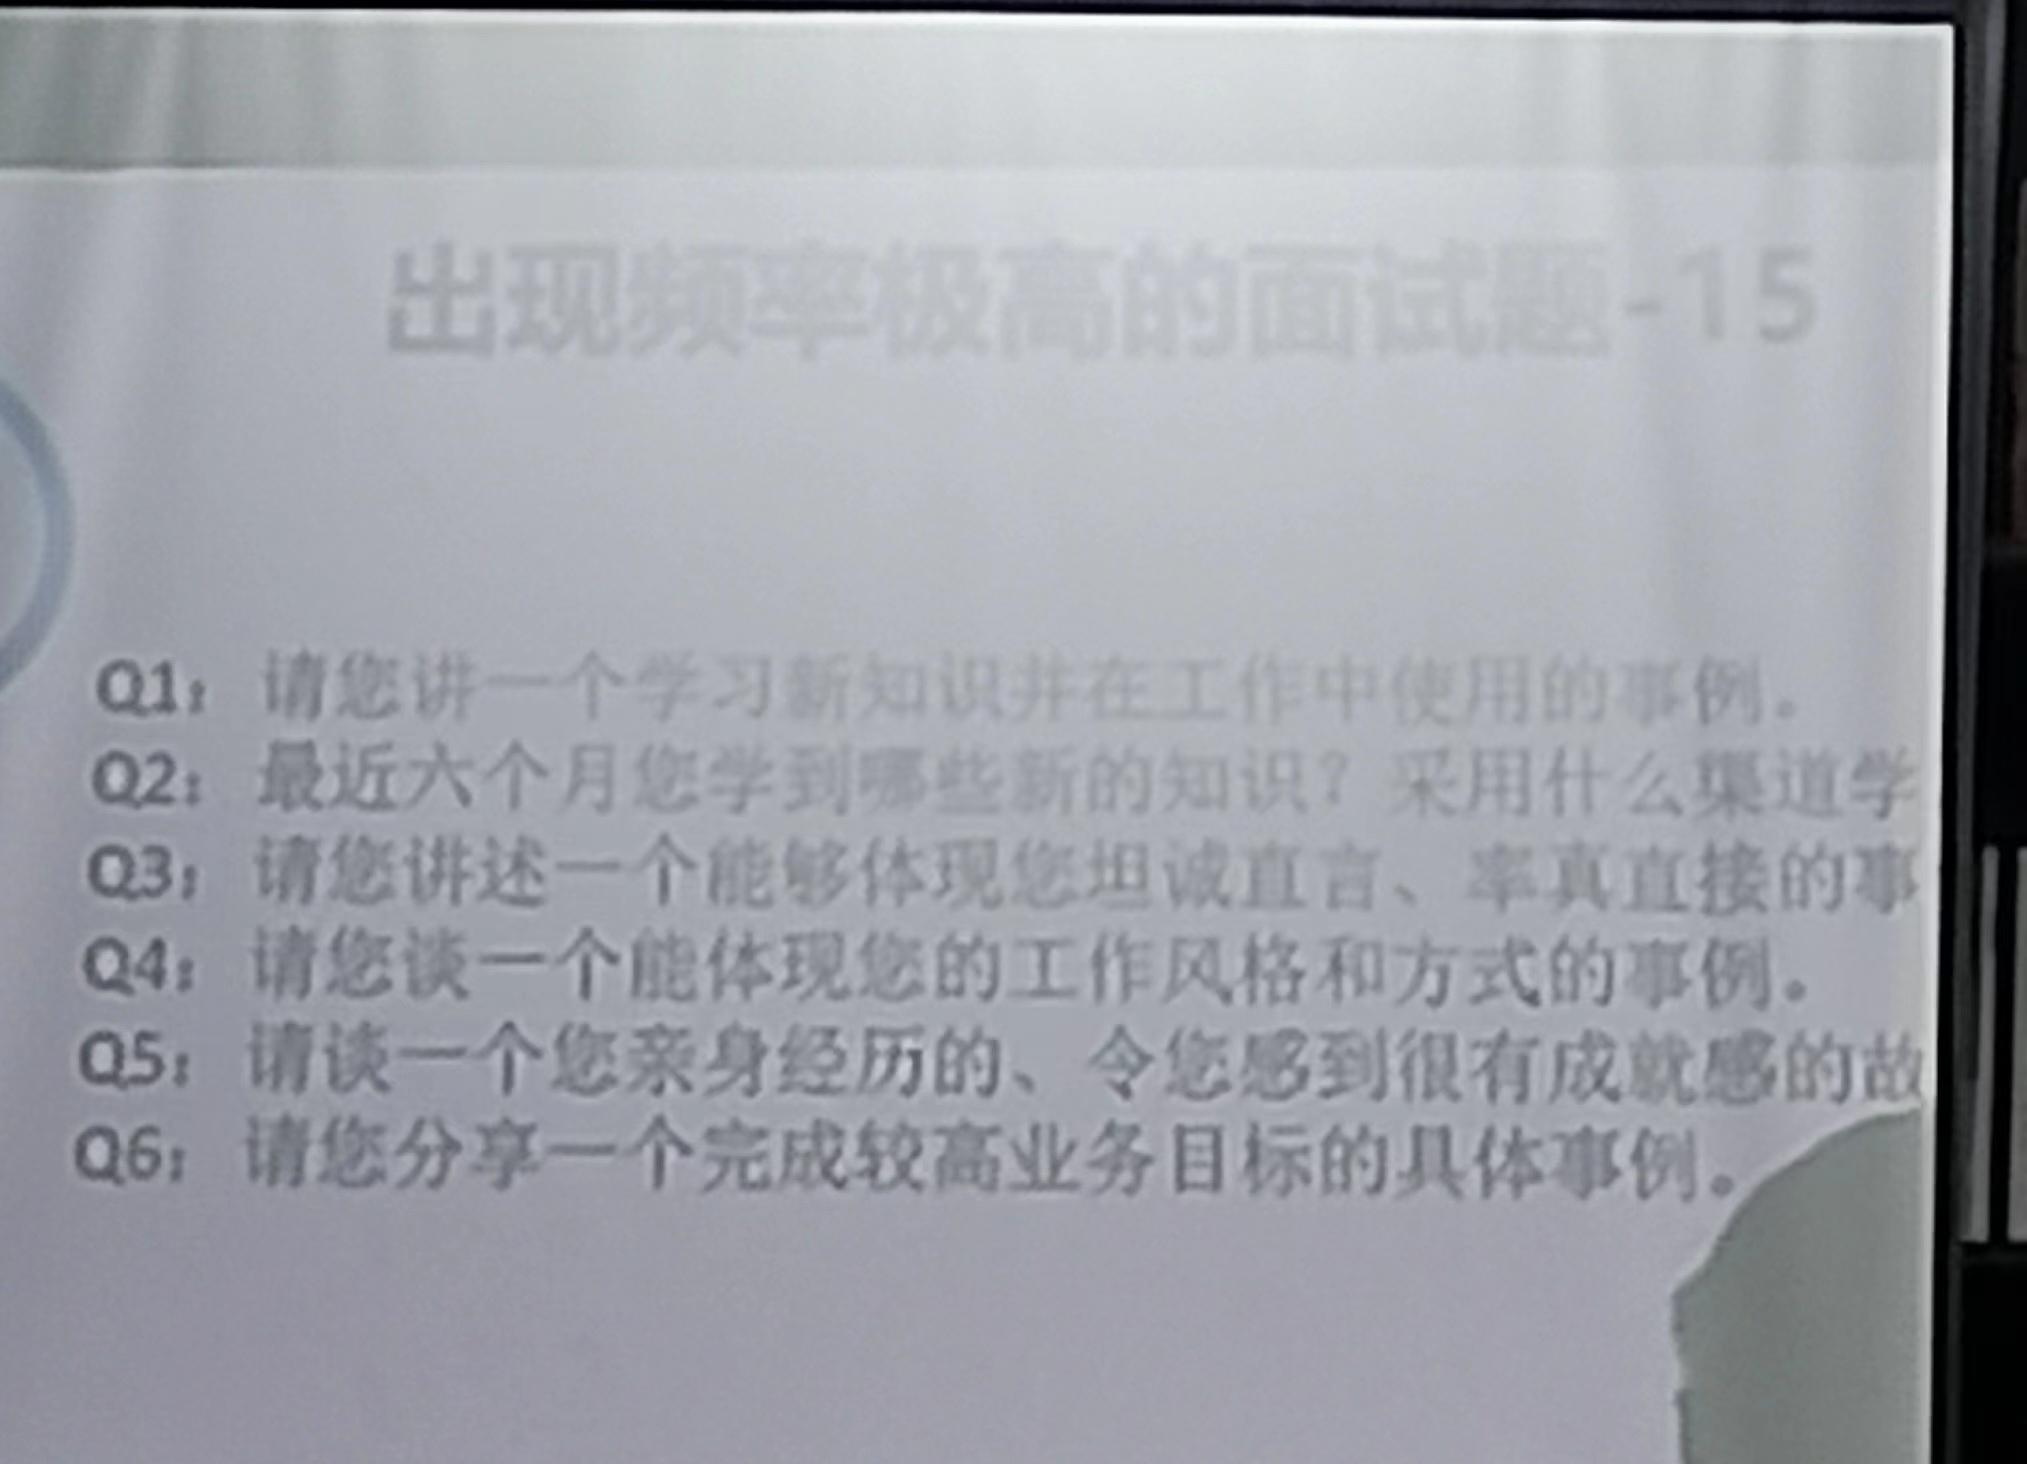 出现频率极高的面试题-15
Q1：请您讲一个学习新知识并在工作中使用的事例。
Q2：最近六个月您学到哪些新的知识？采用什么渠道学
Q3：请您讲述一个能够体现您坦诚直言、率真直接的事
Q4：请您谈一个能体现您的工作风格和方式的事例。
Q5：请谈一个您亲身经历的、令您感到很有成就感的故
Q6：请您分享一个完成较高业务目标的具体事例。